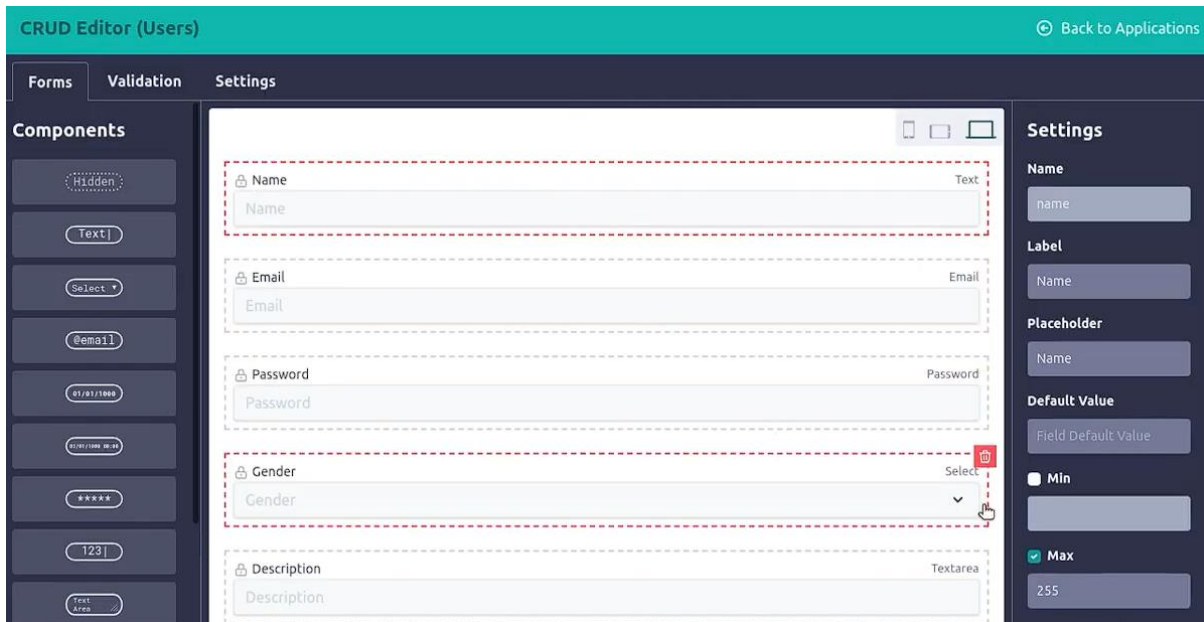 CRUD Editor (Users)
Back to Applications
Forms
Validation
Settings
Components
Hidden
Text|
Select
@email
01/01/1000
*****
123|
Text
Area
Name
Text
Name
Email
Email
Email
Password
Password
Password
Gender
Select
Gender
Description
Textarea
Description
Settings
Name
name
Label
Name
Placeholder
Name
Default Value
Field Default Value
Min
Max
255